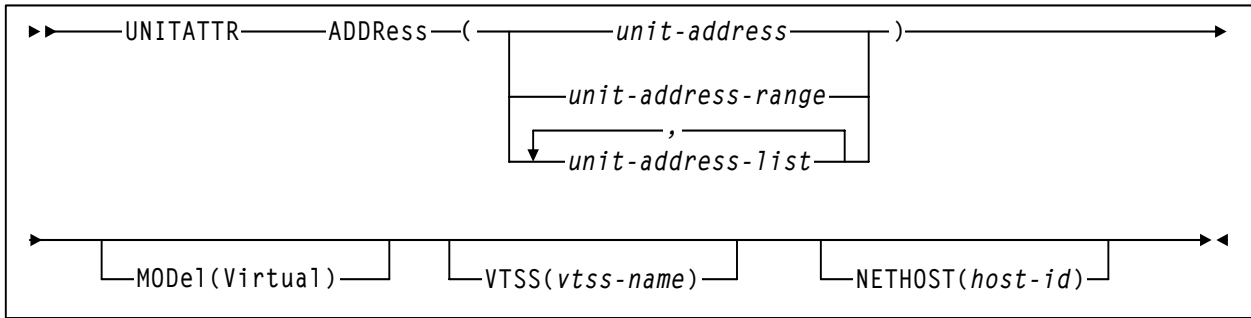 UNITATTR ADDRess ( unit-address )
unit-address-range
,
unit-address-list
MODel(Virtual) VTSS(vtss-name) NETHOST(host-id)